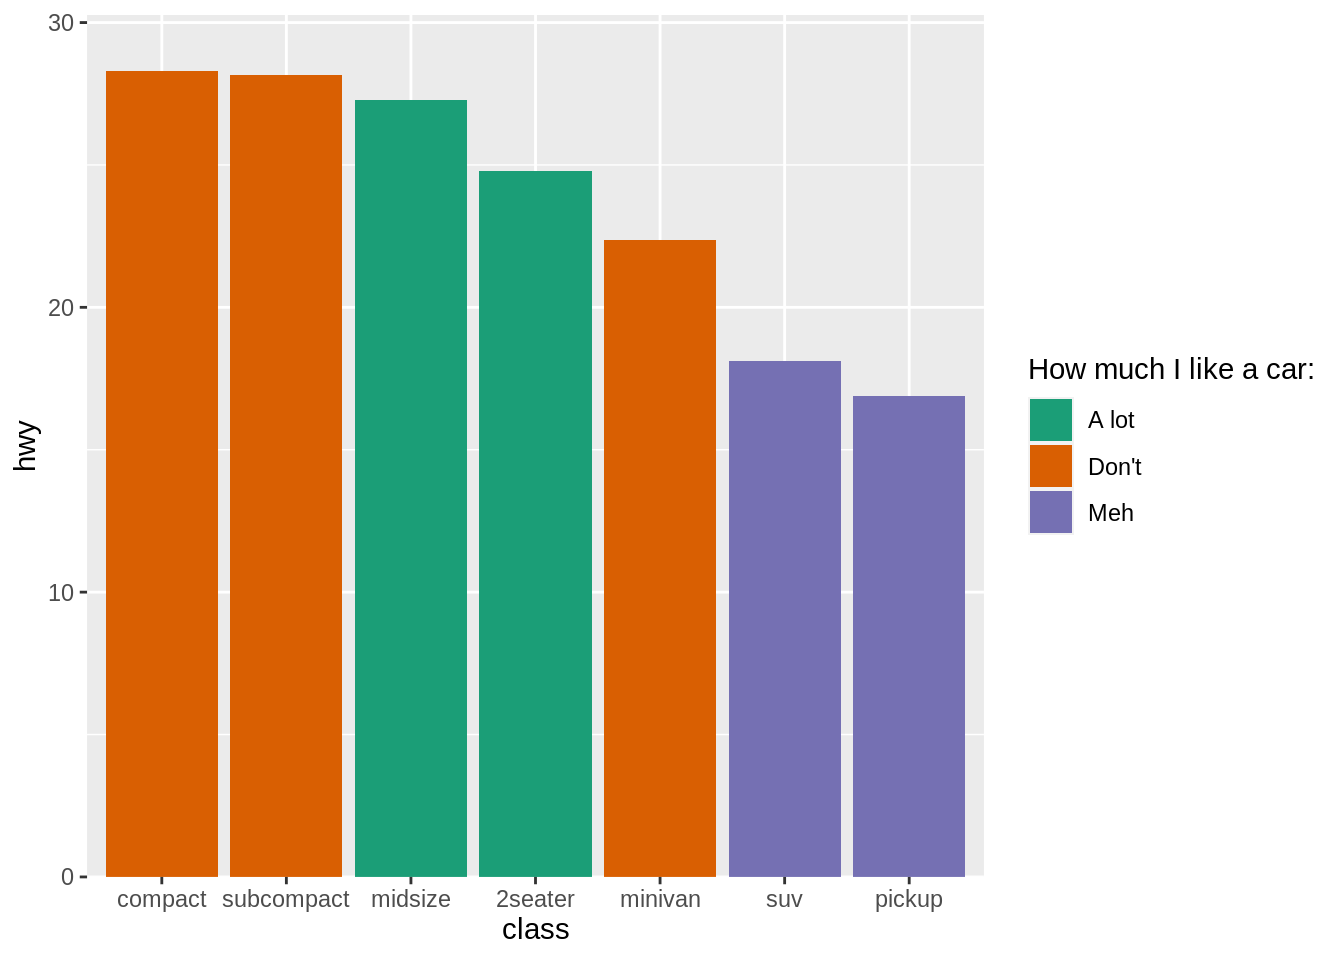 30
20
10
0
hwy
compact subcompact midsize 2seater minivan suv pickup
class
How much I like a car:
A lot
Don't
Meh